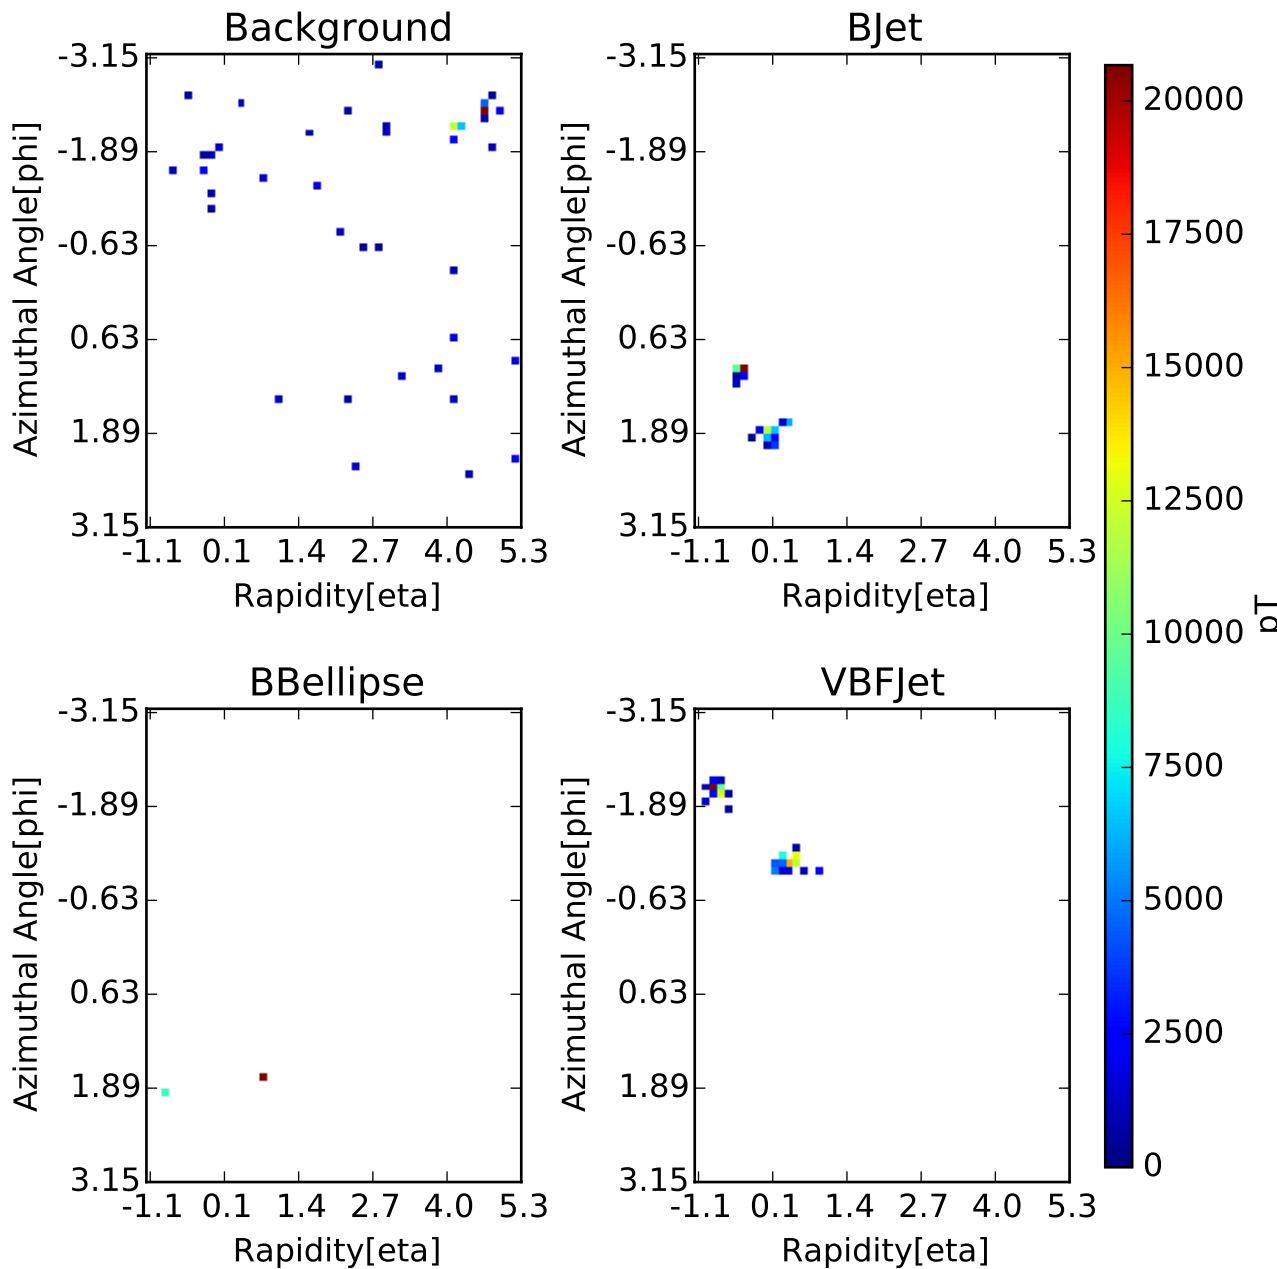 Background
-3.15
-1.89
-0.63
0.63
1.89
3.15
Azimuthal Angle[phi]
-1.1 0.1 1.4 2.7 4.0 5.3
Rapidity[eta]
BJet
-3.15
-1.89
-0.63
0.63
1.89
3.15
Azimuthal Angle[phi]
-1.1 0.1 1.4 2.7 4.0 5.3
Rapidity[eta]
BBellipse
-3.15
-1.89
-0.63
0.63
1.89
3.15
Azimuthal Angle[phi]
-1.1 0.1 1.4 2.7 4.0 5.3
Rapidity[eta]
VBFJet
-3.15
-1.89
-0.63
0.63
1.89
3.15
Azimuthal Angle[phi]
-1.1 0.1 1.4 2.7 4.0 5.3
Rapidity[eta]
20000
17500
15000
12500
10000
7500
5000
2500
0
pT